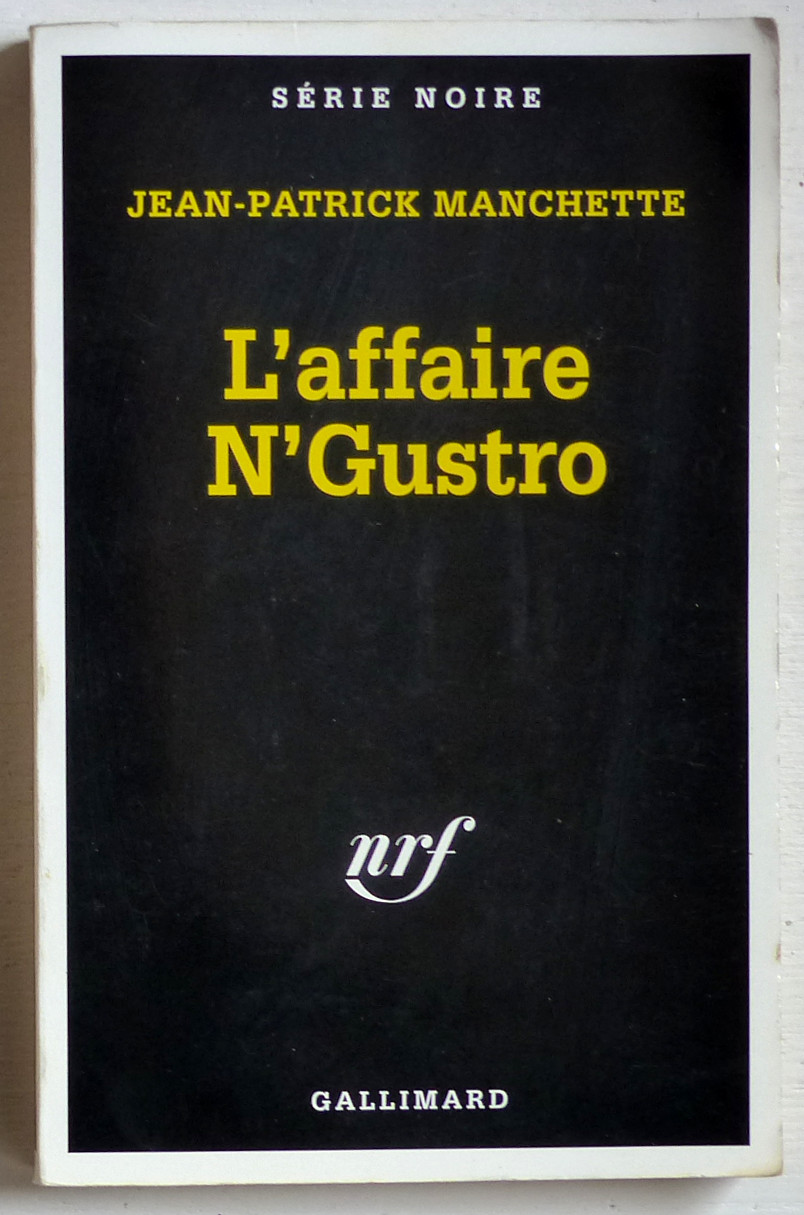 SÉRIE NOIRE
JEAN-PATRICK MANCHETTE
L'affaire
N'Gustro
nrf
GALLIMARD